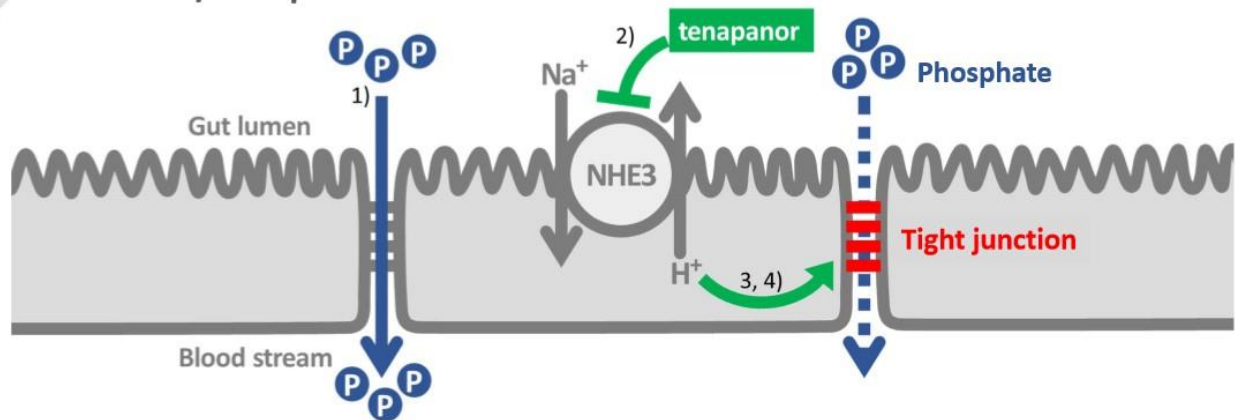 P P P
1)
2)
tenapanor
Na⁺
P P P
Phosphate
Gut lumen
NHE3
Tight junction
H⁺
3, 4)
Blood stream
P P P